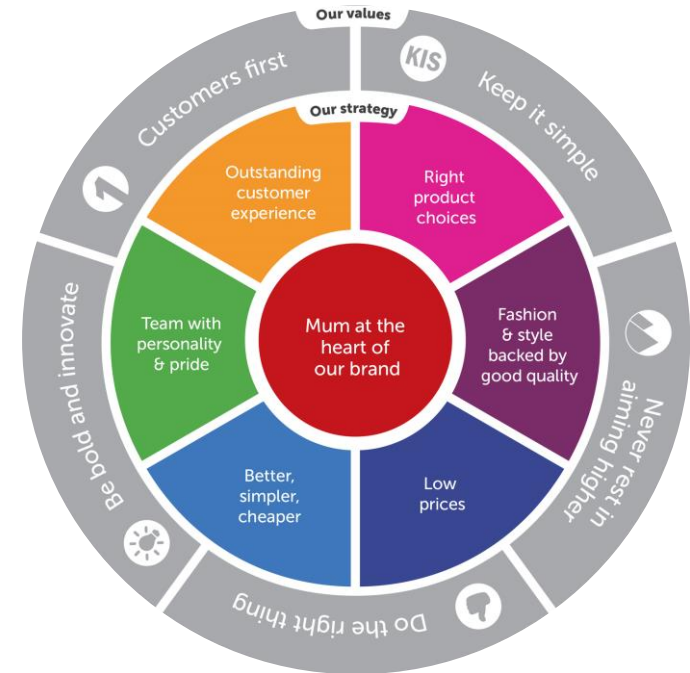 Our values
Customers first
KIS
Keep it simple
Never rest in
aiming higher
Do the right thing
Be bold and innovate
1
Our strategy
Outstanding
customer
experience
Right
product
choices
Fashion
& style
backed by
good quality
Low
prices
Better,
simpler,
cheaper
Team with
personality
& pride
Mum at the
heart of
our brand